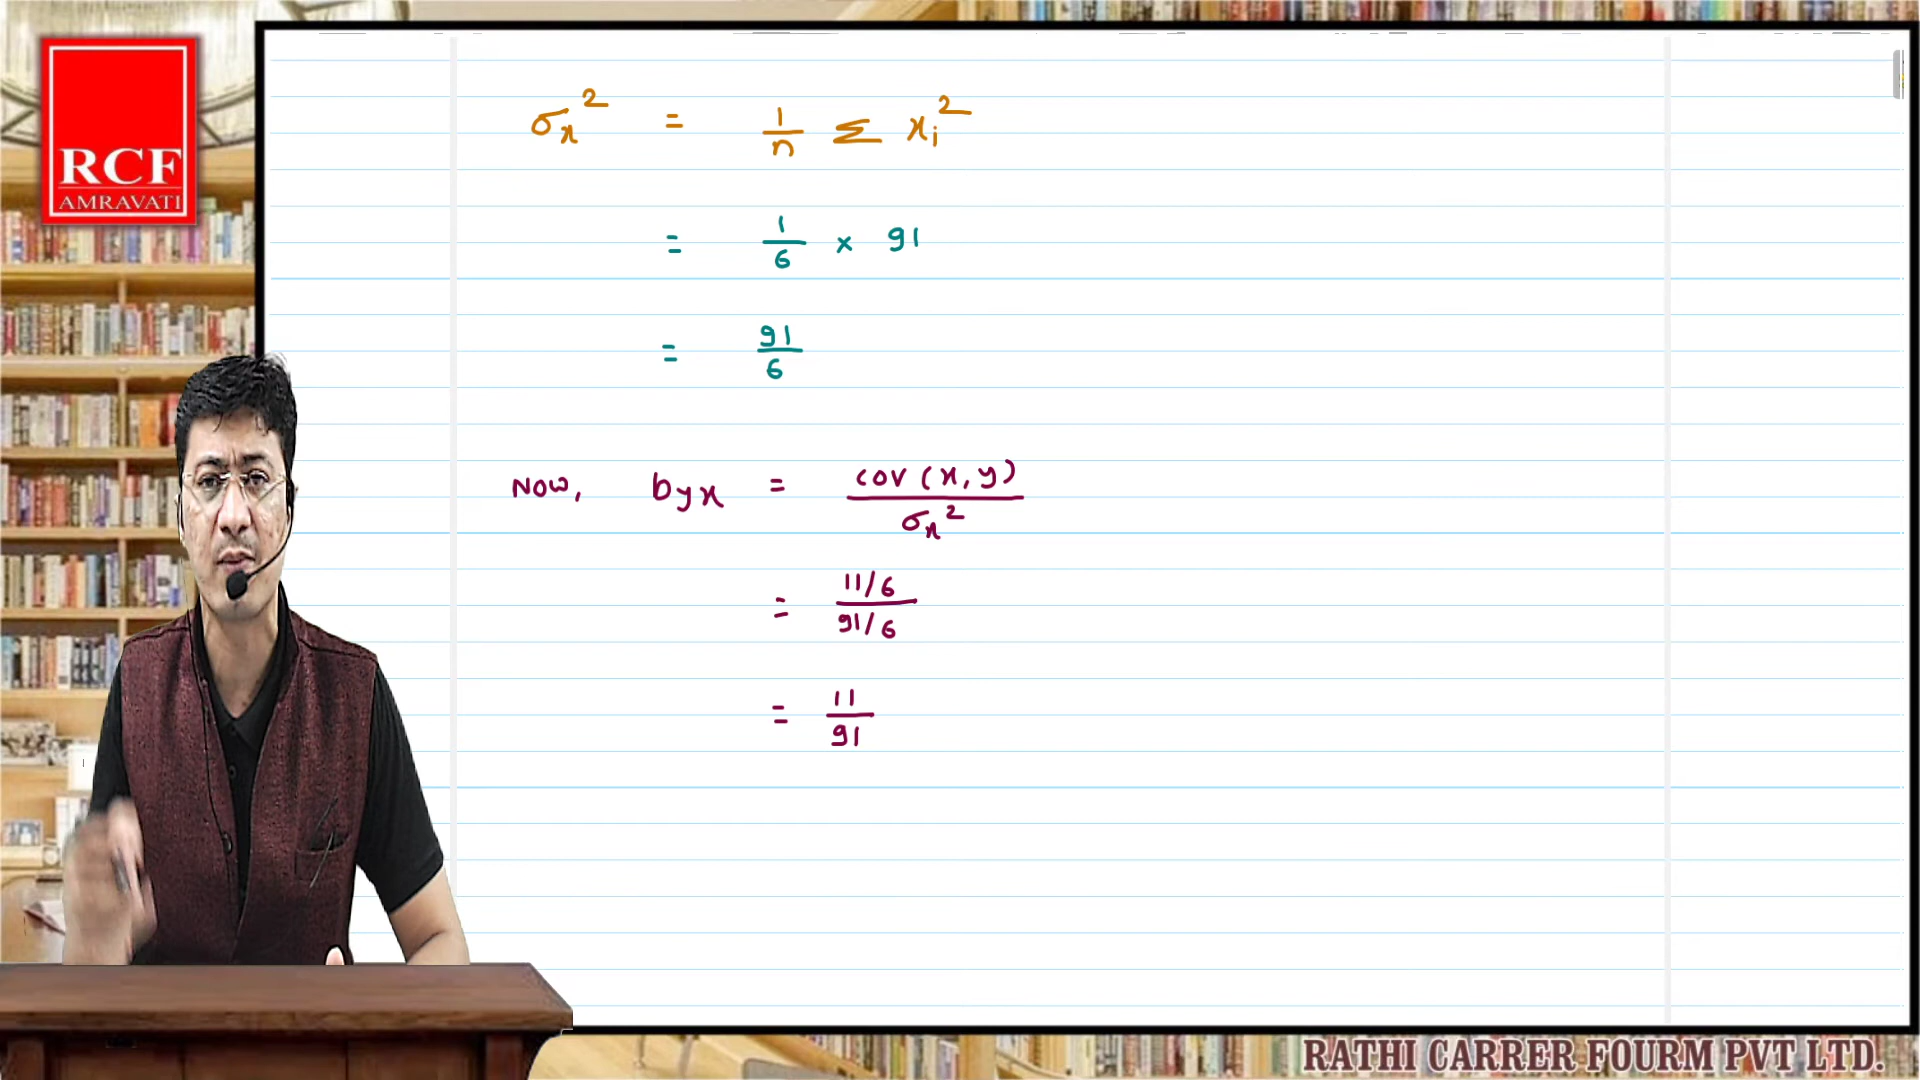 RCF
AMRAVATI
σx² = 1/n Σ xi²
= 1/6 × 91
= 91/6
Now, byx = cov(x,y)/σx²
= 11/6 / 91/6
= 11/91
RATHI CARRER FOURM PVT LTD.